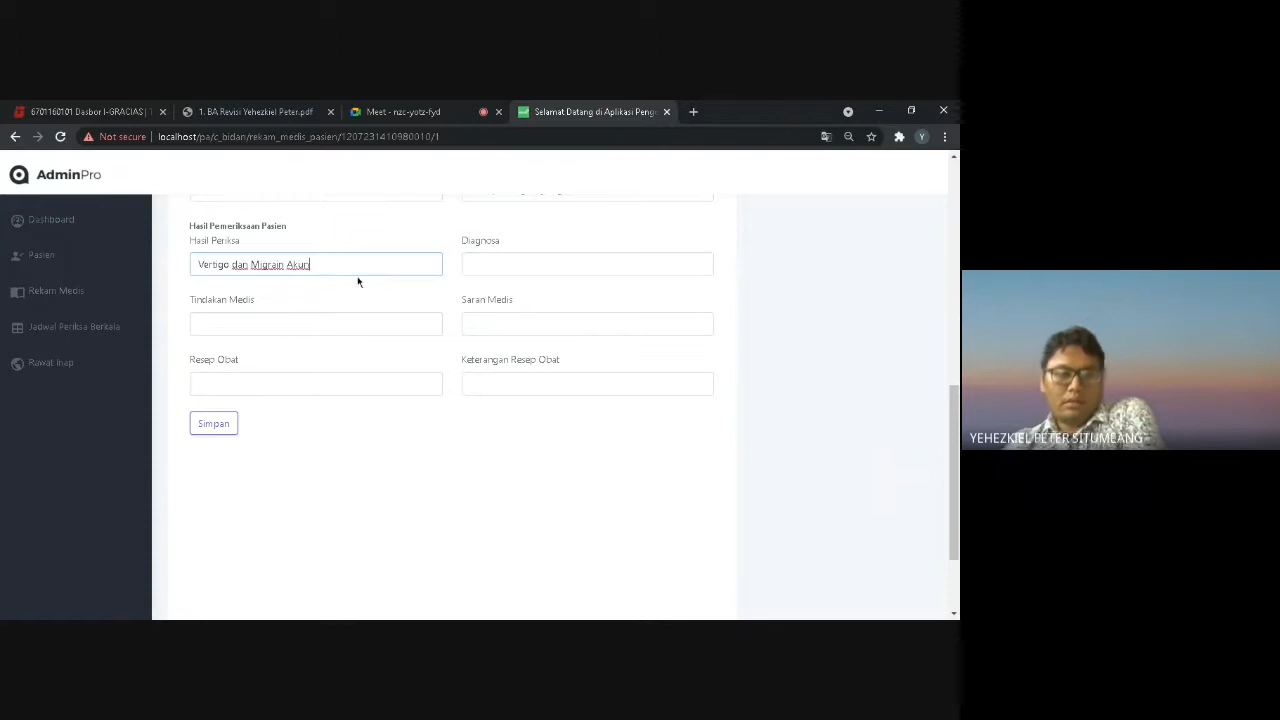 6701160101 Dasbor I-GRACIAS |
1. BA Revisi Yehezkiel Peter.pdf
Meet - nzc-yotz-fyd
Selamat Datang di Aplikasi Peng
Not secure
localhost/pa/c_bidan/rekam_medis_pasien/1207231410980010/1
Y
AdminPro
Dashboard
Pasien
Rekam Medis
Jadwal Periksa Berkala
Rawat Inap
Hasil Pemeriksaan Pasien
Hasil Periksa
Diagnosa
Vertigo dan Migrain Akun
Tindakan Medis
Saran Medis
Resep Obat
Keterangan Resep Obat
Simpan
YEHEZKIEL PETER SITUMEANG